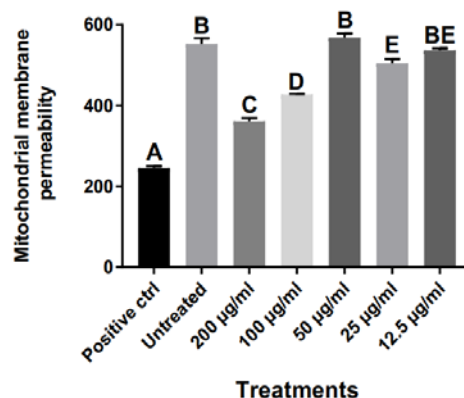 Mitochondrial membrane
permeability
600
400
200
0
A
B
C
D
B
E
BE
Positive ctrl
Untreated
200 µg/ml
100 µg/ml
50 µg/ml
25 µg/ml
12.5 µg/ml
Treatments